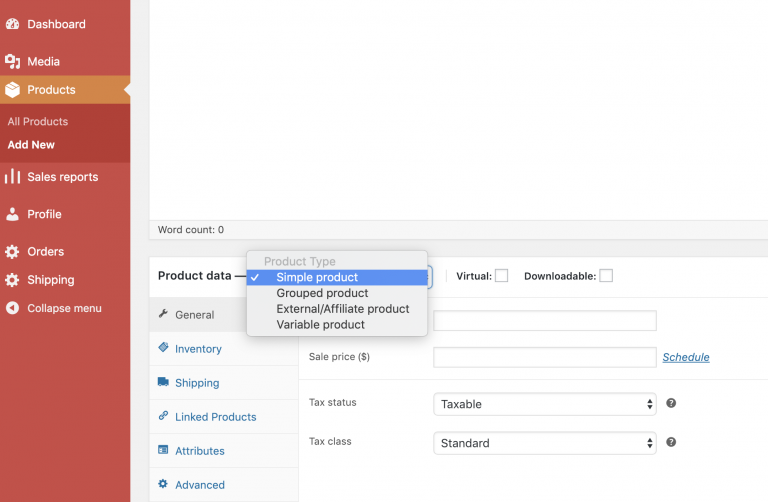 Dashboard
Media
Products
All Products
Add New
Sales reports
Profile
Orders
Shipping
Collapse menu
Word count: 0
Product data —
Product Type
✓ Simple product
Grouped product
External/Affiliate product
Variable product
Virtual:
Downloadable:
General
Inventory
Shipping
Linked Products
Attributes
Advanced
Sale price ($)
Schedule
Tax status
Taxable
?
Tax class
Standard
?